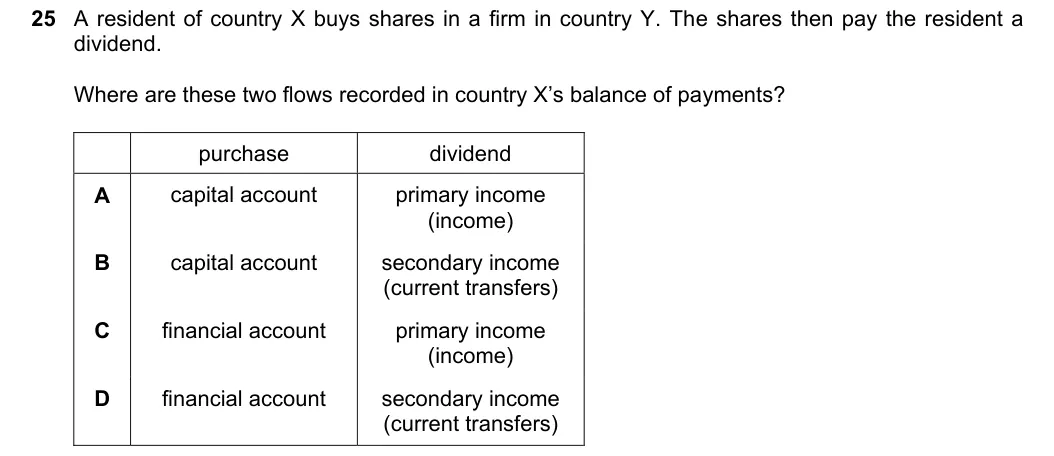 25 A resident of country X buys shares in a firm in country Y. The shares then pay the resident a
dividend.
Where are these two flows recorded in country X’s balance of payments?
purchase dividend
A capital account primary income
(income)
B capital account secondary income
(current transfers)
C financial account primary income
(income)
D financial account secondary income
(current transfers)